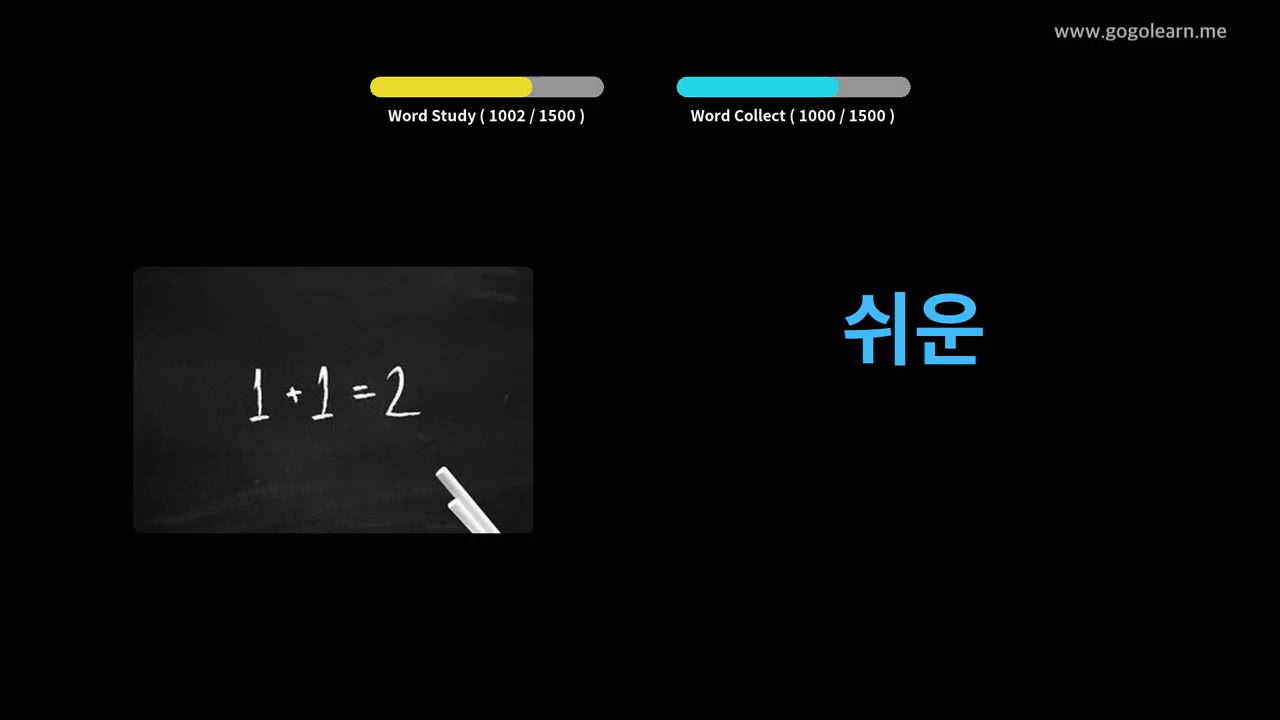 www.gogolearn.me
Word Study ( 1002 / 1500 )
Word Collect ( 1000 / 1500 )
쉬운
1 + 1 = 2